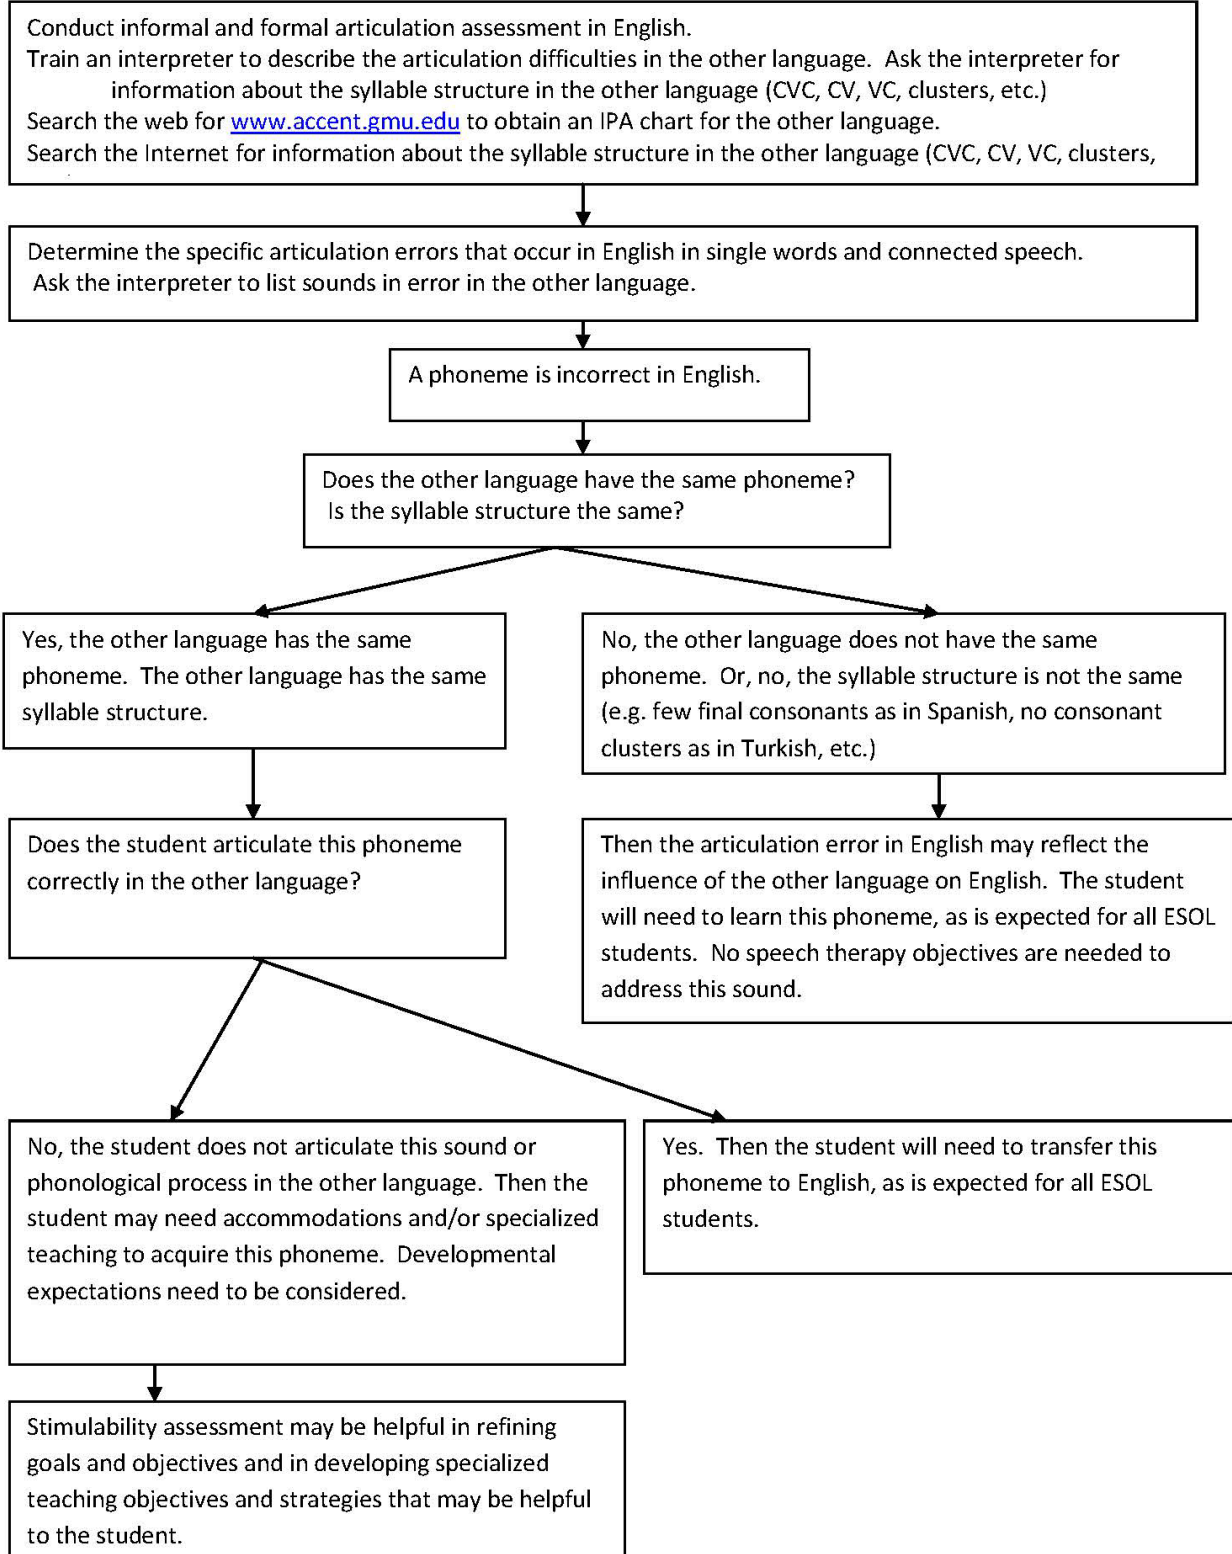 Conduct informal and formal articulation assessment in English.
Train an interpreter to describe the articulation difficulties in the other language.  Ask the interpreter for
information about the syllable structure in the other language (CVC, CV, VC, clusters, etc.)
Search the web for www.accent.gmu.edu to obtain an IPA chart for the other language.
Search the Internet for information about the syllable structure in the other language (CVC, CV, VC, clusters,
Determine the specific articulation errors that occur in English in single words and connected speech.
Ask the interpreter to list sounds in error in the other language.
A phoneme is incorrect in English.
Does the other language have the same phoneme?
Is the syllable structure the same?
Yes, the other language has the same
phoneme.  The other language has the same
syllable structure.
No, the other language does not have the same
phoneme.  Or, no, the syllable structure is not the same
(e.g. few final consonants as in Spanish, no consonant
clusters as in Turkish, etc.)
Does the student articulate this phoneme
correctly in the other language?
Then the articulation error in English may reflect the
influence of the other language on English.  The student
will need to learn this phoneme, as is expected for all ESOL
students.  No speech therapy objectives are needed to
address this sound.
No, the student does not articulate this sound or
phonological process in the other language.  Then the
student may need accommodations and/or specialized
teaching to acquire this phoneme.  Developmental
expectations need to be considered.
Yes.  Then the student will need to transfer this
phoneme to English, as is expected for all ESOL
students.
Stimulability assessment may be helpful in refining
goals and objectives and in developing specialized
teaching objectives and strategies that may be helpful
to the student.